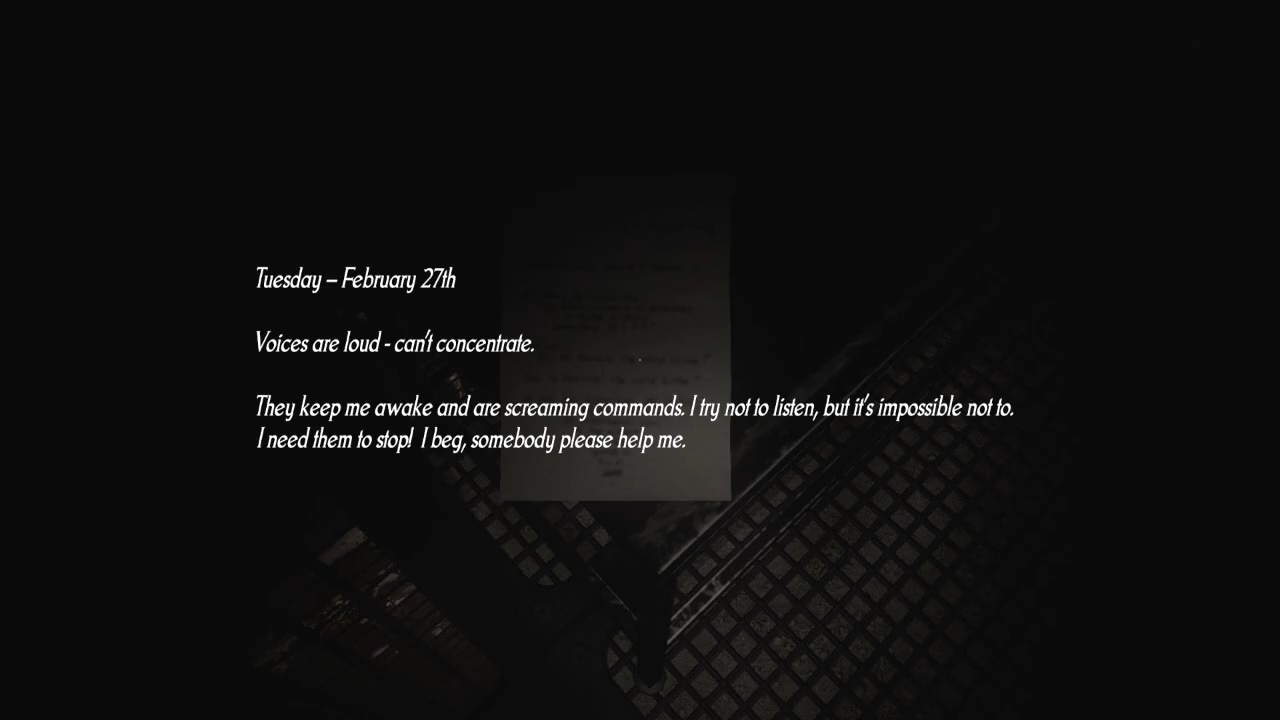 Tuesday – February 27th
Voices are loud - can't concentrate.
They keep me awake and are screaming commands. I try not to listen, but it's impossible not to.
I need them to stop! I beg, somebody please help me.